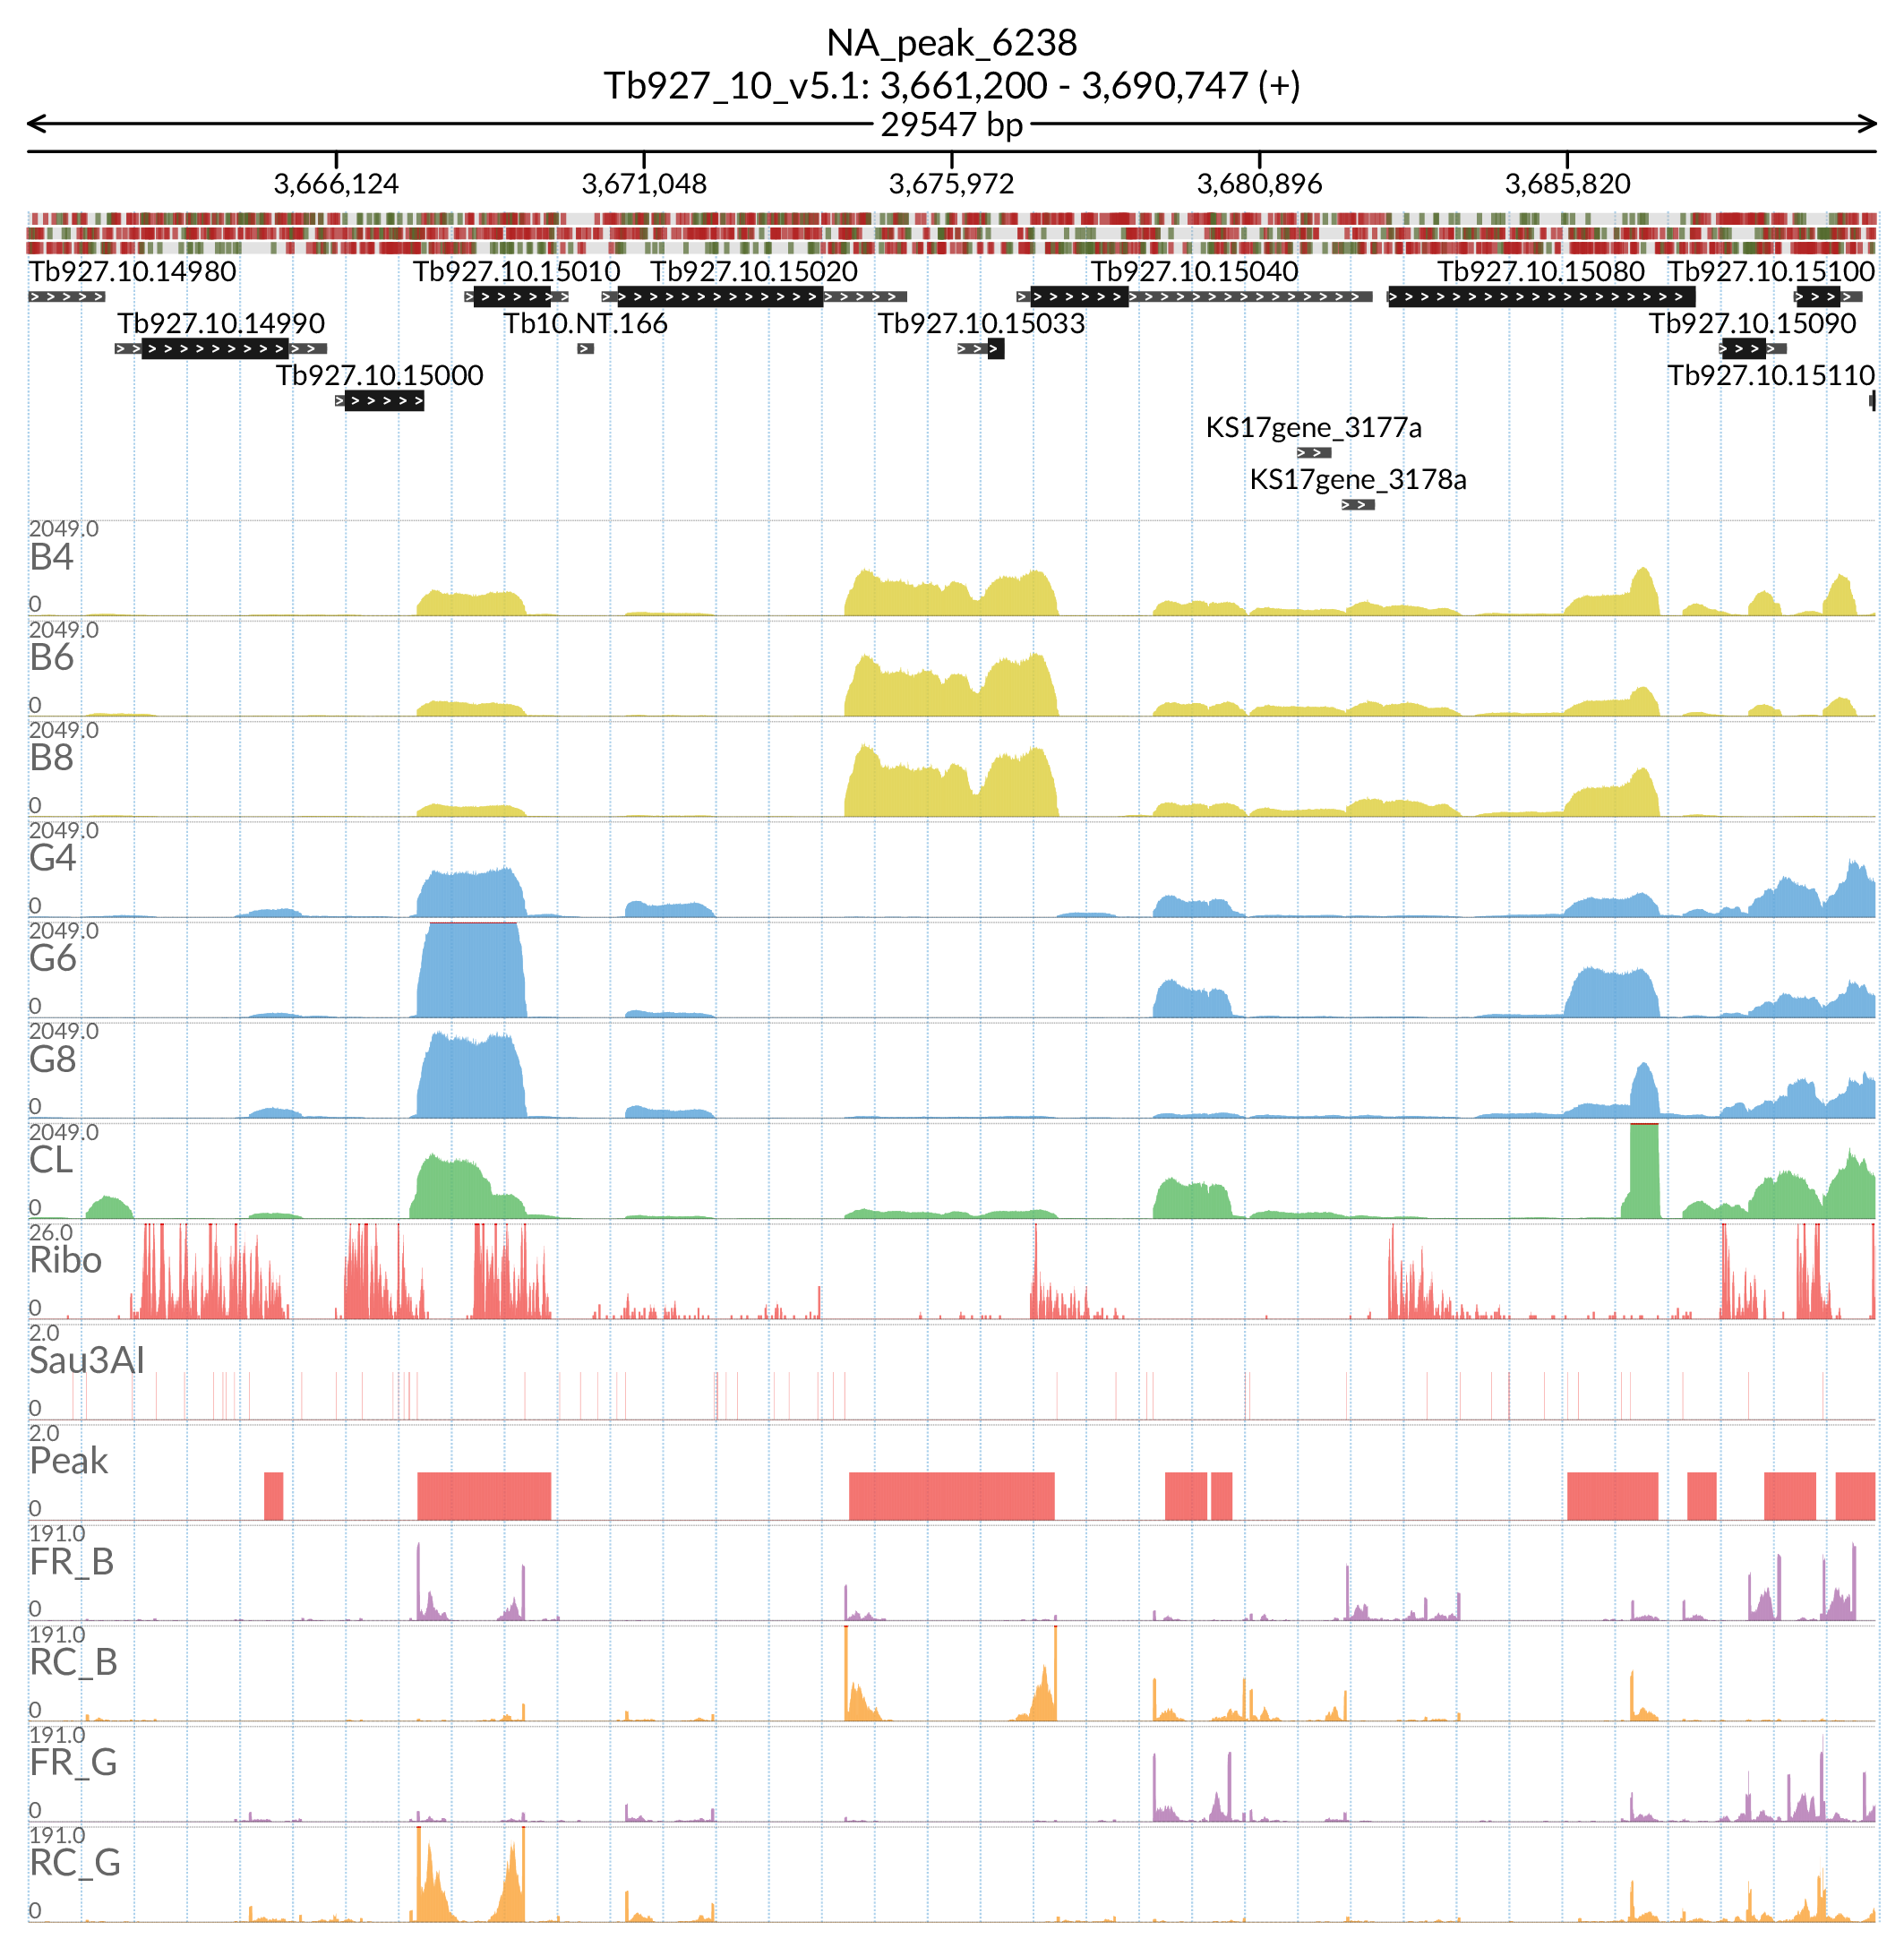 NA_peak_6238
Tb927_10_v5.1: 3,661,200 - 3,690,747 (+)
29547 bp
3,666,124 3,671,048 3,675,972 3,680,896 3,685,820
Tb927.10.14980 Tb927.10.15010 Tb927.10.15020 Tb927.10.15040 Tb927.10.15080 Tb927.10.15100
Tb927.10.14990 Tb10.NT.166 Tb927.10.15033 Tb927.10.15090
Tb927.10.15000 Tb927.10.15110
KS17gene_3177a
KS17gene_3178a
2049.0
B4
0
2049.0
B6
0
2049.0
B8
0
2049.0
G4
0
2049.0
G6
0
2049.0
G8
0
2049.0
CL
0
26.0
Ribo
0
2.0
Sau3AI
0
2.0
Peak
0
191.0
FR_B
0
191.0
RC_B
0
191.0
FR_G
0
191.0
RC_G
0